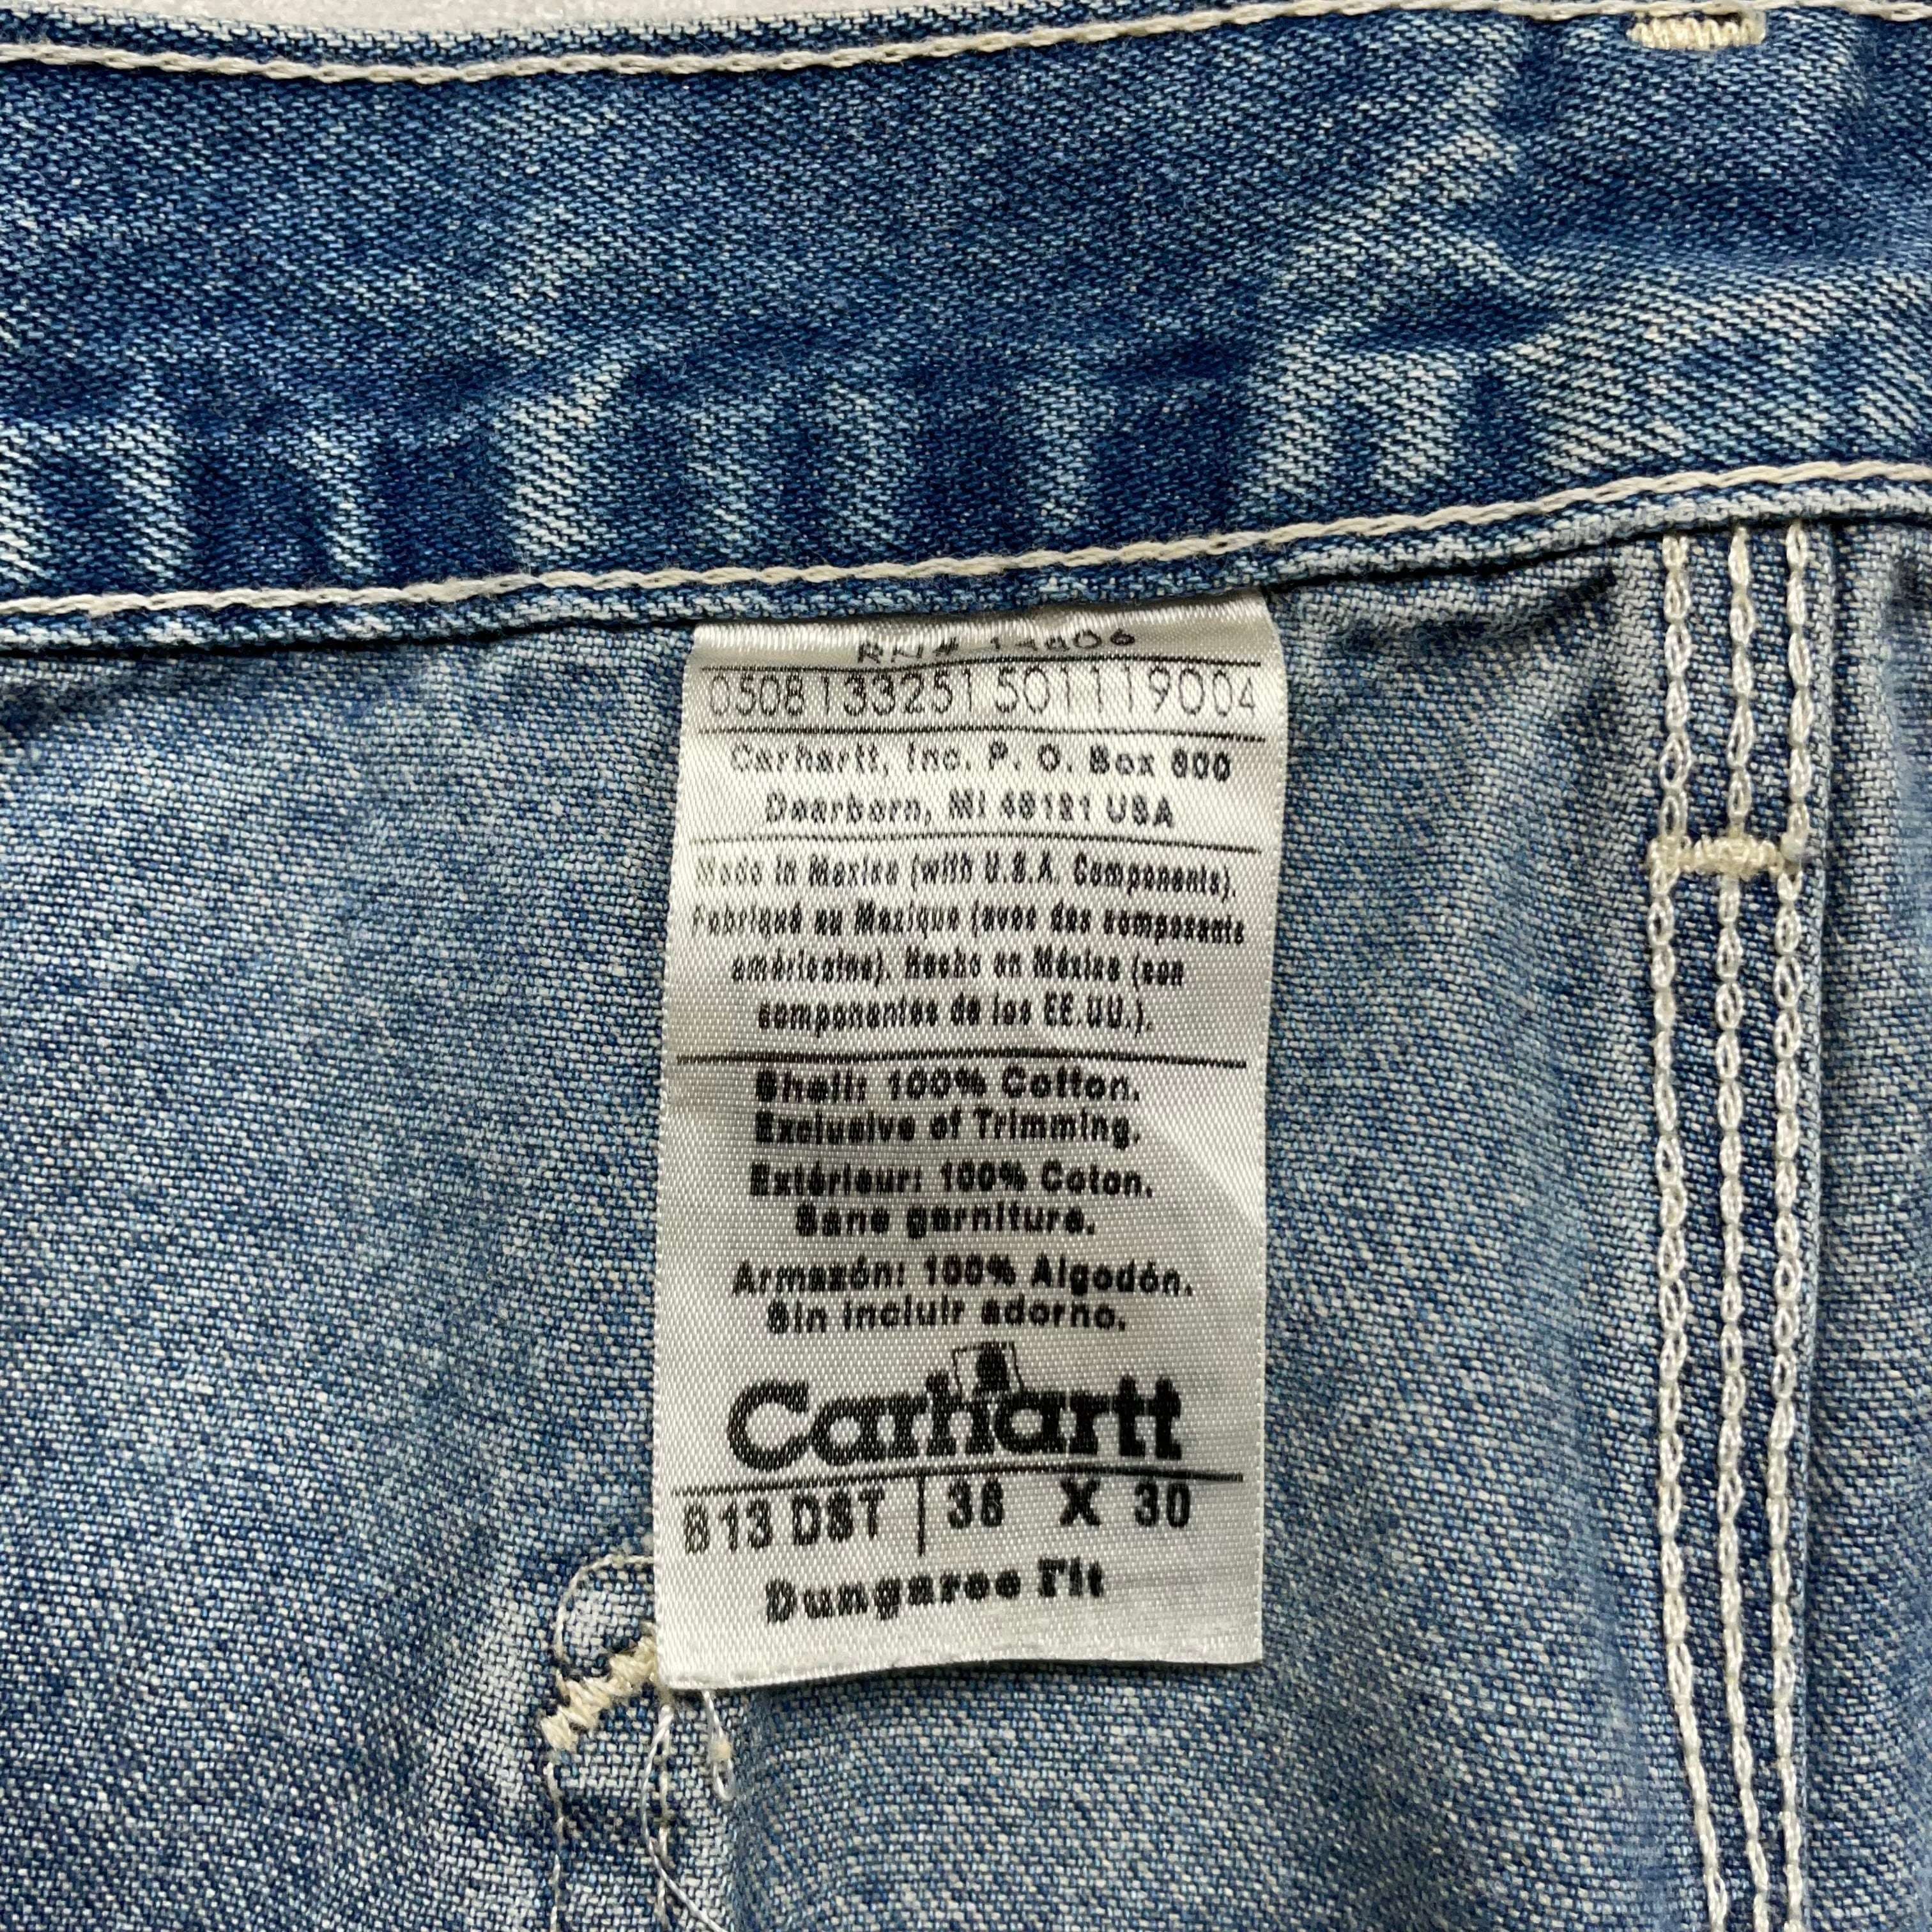 RN# 14806
0508133251501119004
Carhartt, Inc. P. O. Box 600
Dearborn, MI 48121 USA
Made in Mexico (with U.S.A. Components).
Fabriqué au Mexique (avec des composants
américains). Hecho en México (con
componentes de los EE.UU.).
Shell: 100% Cotton.
Exclusive of Trimming.
Extérieur: 100% Coton.
Sans garniture.
Armazón: 100% Algodón.
Sin incluir adorno.
Carhartt
B13 DST | 36 X 30
Dungaree Fit